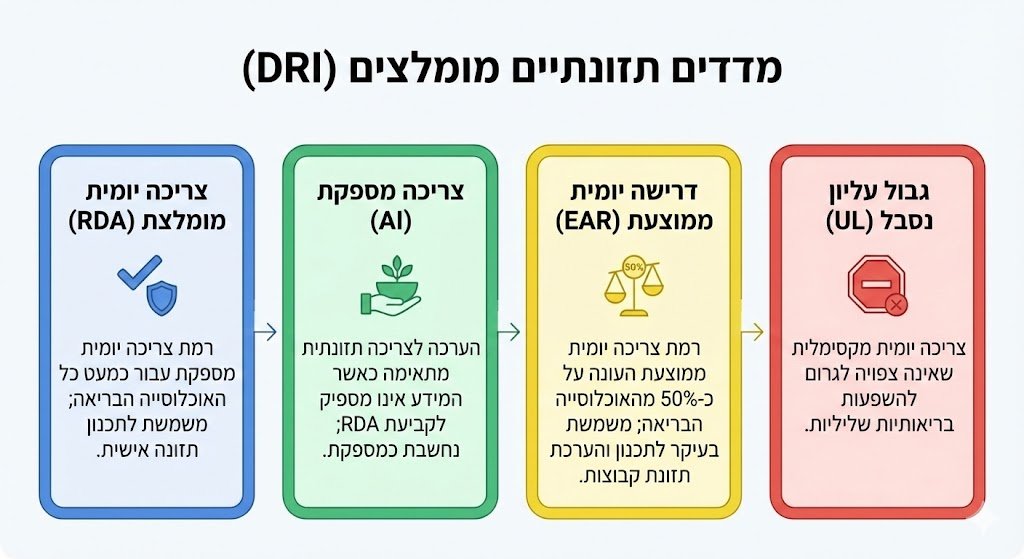 מדדים תזונתיים מומלצים (DRI)
צריכה יומית
מומלצת (RDA)
רמת צריכה יומית
מספקת עבור כמעט כל
האוכלוסייה הבריאה;
משמשת לתכנון
תזונה אישית.
צריכה מספקת
(AI)
הערכה לצריכה תזונתית
מתאימה כאשר
המידע אינו מספיק
לקביעת RDA;
נחשבת כמספקת.
דרישה יומית
ממוצעת (EAR)
50%
רמת צריכה יומית
ממוצעת העונה על
כ-50% מהאוכלוסייה
הבריאה; משמשת
בעיקר לתכנון והערכת
תזונת קבוצות.
גבול עליון
נסבל (UL)
צריכה יומית מקסימלית
שאינה צפויה לגרום
להשפעות
בריאותיות שליליות.